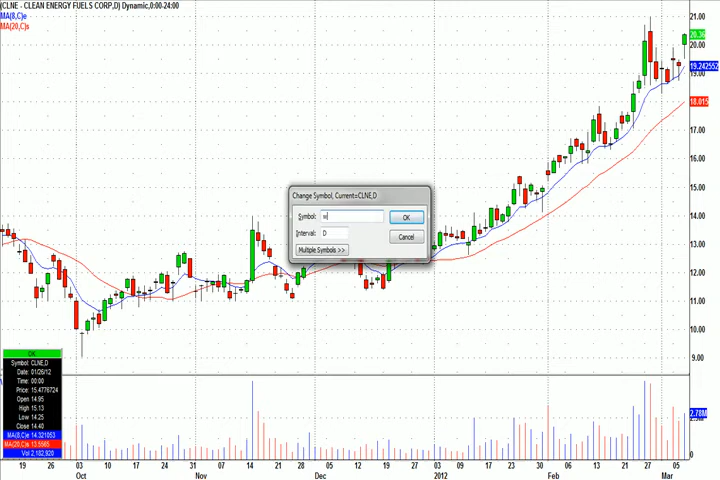 (CLNE - CLEAN ENERGY FUELS CORP,D) Dynamic,0:00-24:00
MA(8,C)e
MA(20,C)s
21.00
20.36
20.00
19.242552
19.00
18.015
17.00
16.00
15.00
14.00
13.00
12.00
11.00
10.00
9.00
Change Symbol, Current=CLNE,D
Symbol: w
OK
Interval: D
Cancel
Multiple Symbols >>
OK
Symbol: CLNE,D
Date: 01/26/12
Time: 00:00
Price: 15.4776724
Open 14.95
High 15.13
Low 14.25
Close 14.40
MA(8,C)e 14.321053
MA(20,C)s 13.5565
Vol 2,182,920
2.78M
0
19 26 03 10 17 24 07 14 21 28 05 12 19 03 09 17 23 06 13 21 27 05
Oct Nov Dec 2012 Feb Mar